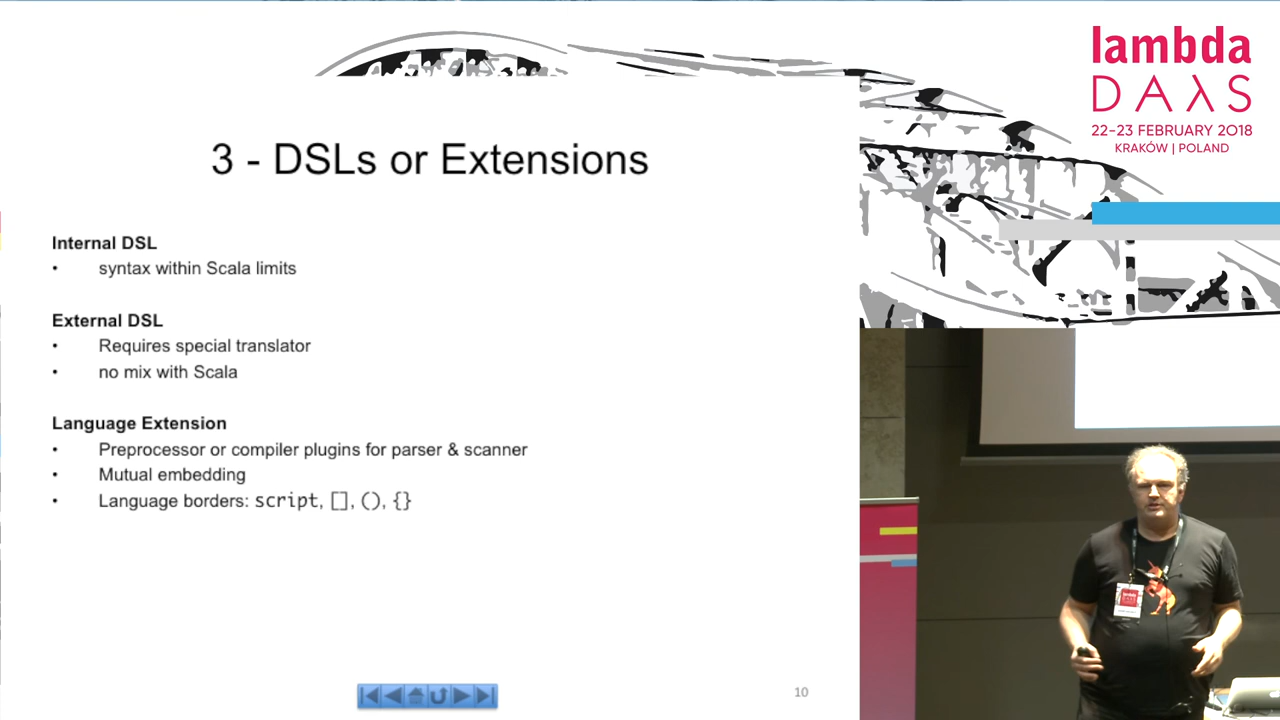 lambda
DAλS
22-23 FEBRUARY 2018
KRAKÓW | POLAND
3 - DSLs or Extensions
Internal DSL
• syntax within Scala limits
External DSL
• Requires special translator
• no mix with Scala
Language Extension
• Preprocessor or compiler plugins for parser & scanner
• Mutual embedding
• Language borders: script, [], (), {}
10
lambda